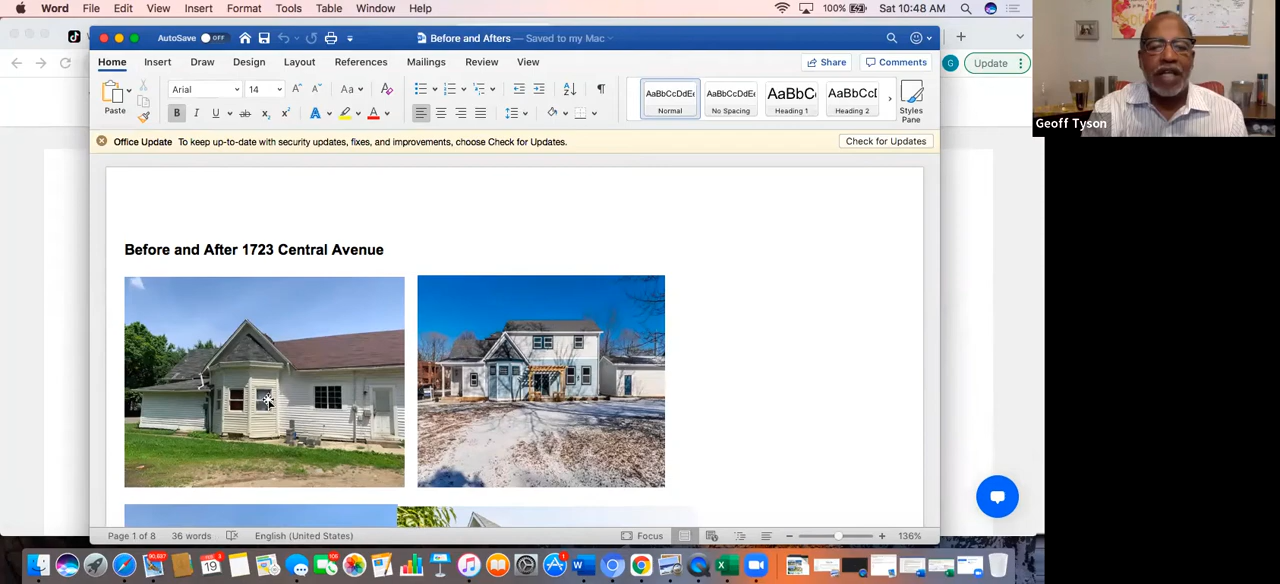 Word File Edit View Insert Format Tools Table Window Help 100% Sat 10:48 AM
AutoSave OFF Before and Afters — Saved to my Mac
Home Insert Draw Design Layout References Mailings Review View Share Comments
G Update
Arial 14
Paste
AaBbCcDdEe AaBbCcDdEe AaBbC AaBbCcD
Normal No Spacing Heading 1 Heading 2 Styles Pane
Office Update To keep up-to-date with security updates, fixes, and improvements, choose Check for Updates. Check for Updates
Geoff Tyson
Before and After 1723 Central Avenue
Page 1 of 8 36 words English (United States) Focus 136%